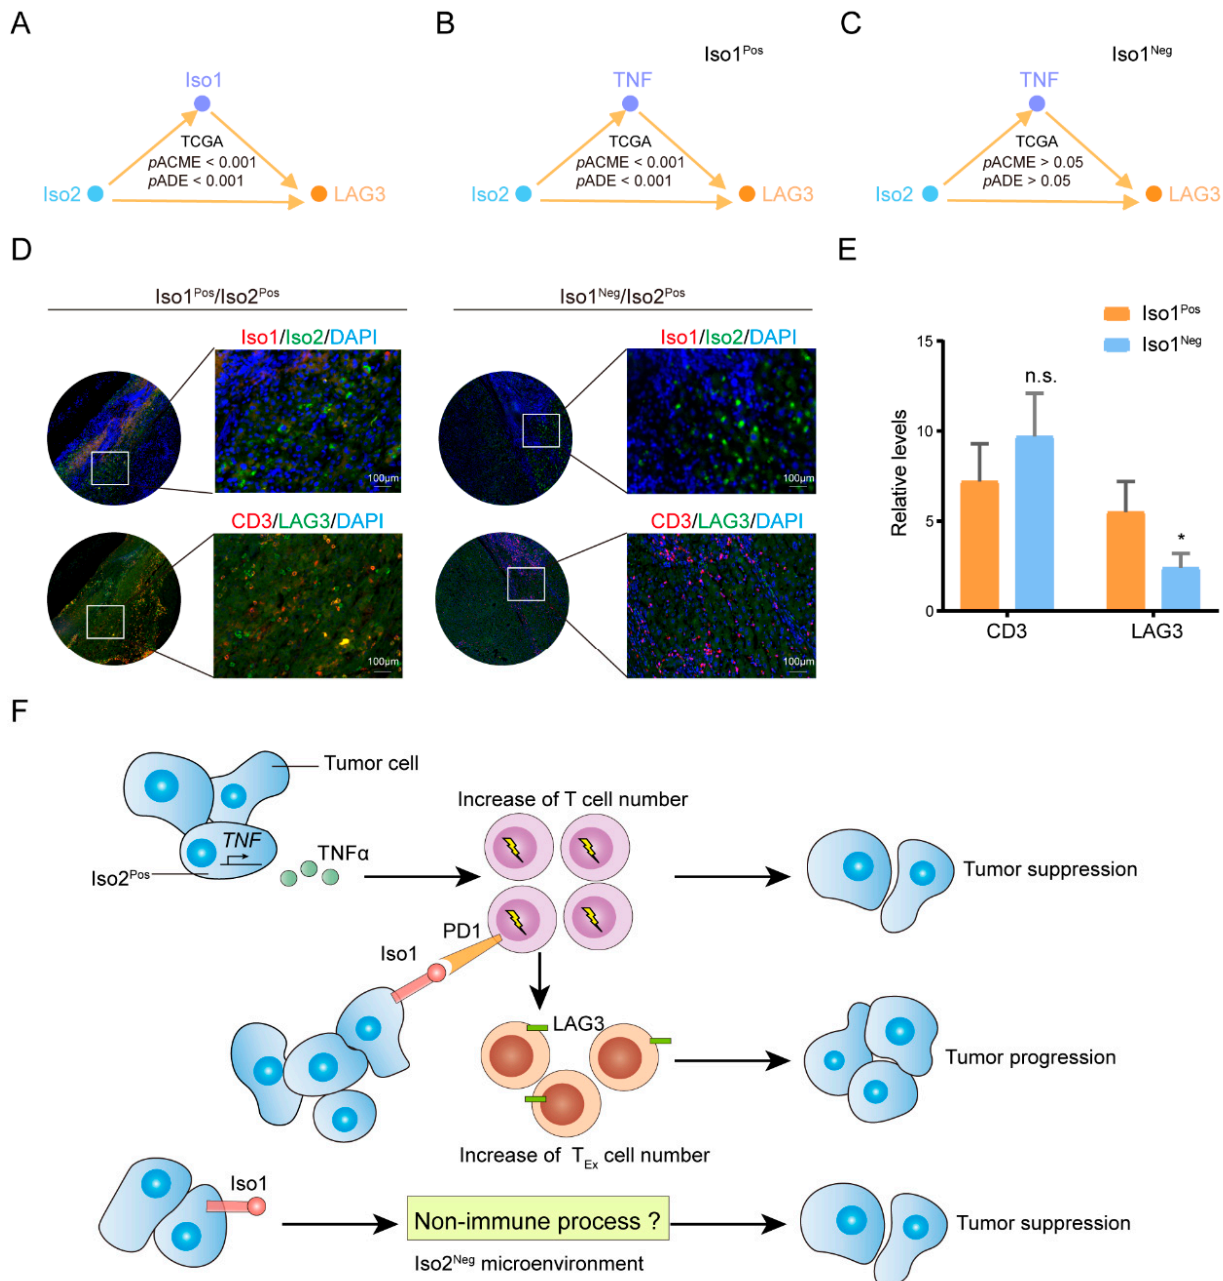 A
Iso1
TCGA
pACME < 0.001
pADE < 0.001
Iso2
LAG3
B
Iso1Pos
TNF
TCGA
pACME < 0.001
pADE < 0.001
Iso2
LAG3
C
Iso1Neg
TNF
TCGA
pACME > 0.05
pADE > 0.05
Iso2
LAG3
D
Iso1Pos/Iso2Pos
Iso1/Iso2/DAPI
100μm
CD3/LAG3/DAPI
100μm
Iso1Neg/Iso2Pos
Iso1/Iso2/DAPI
100μm
CD3/LAG3/DAPI
100μm
E
Iso1Pos
Iso1Neg
Relative levels
15
10
5
0
n.s.
*
CD3
LAG3
F
Tumor cell
TNF
Iso2Pos
TNFα
Increase of T cell number
Tumor suppression
PD1
Iso1
LAG3
Tumor progression
Increase of TEx cell number
Iso1
Non-immune process ?
Iso2Neg microenvironment
Tumor suppression